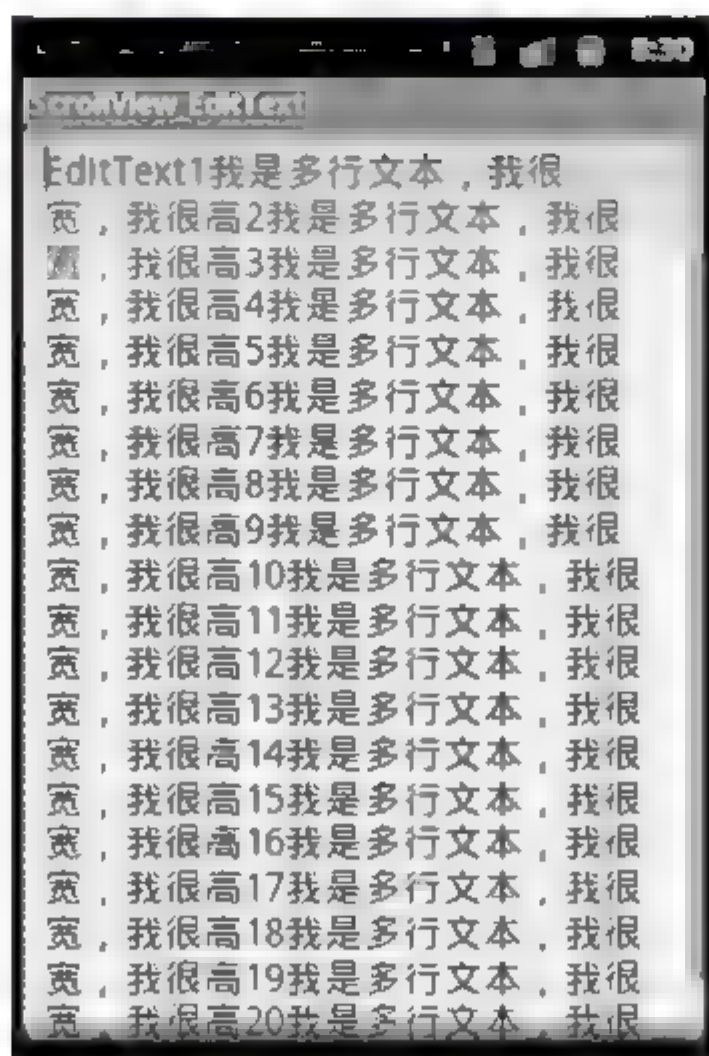 8:30
ScrollView EditText
EditText1我是多行文本，我很
宽，我很高2我是多行文本，我很
，我很高3我是多行文本，我很
宽，我很高4我是多行文本，我很
宽，我很高5我是多行文本，我很
宽，我很高6我是多行文本，我很
宽，我很高7我是多行文本，我很
宽，我很高8我是多行文本，我很
宽，我很高9我是多行文本，我很
宽，我很高10我是多行文本，我很
宽，我很高11我是多行文本，我很
宽，我很高12我是多行文本，我很
宽，我很高13我是多行文本，我很
宽，我很高14我是多行文本，我很
宽，我很高15我是多行文本，我很
宽，我很高16我是多行文本，我很
宽，我很高17我是多行文本，我很
宽，我很高18我是多行文本，我很
宽，我很高19我是多行文本，我很
宽，我很高20我是多行文本，我很